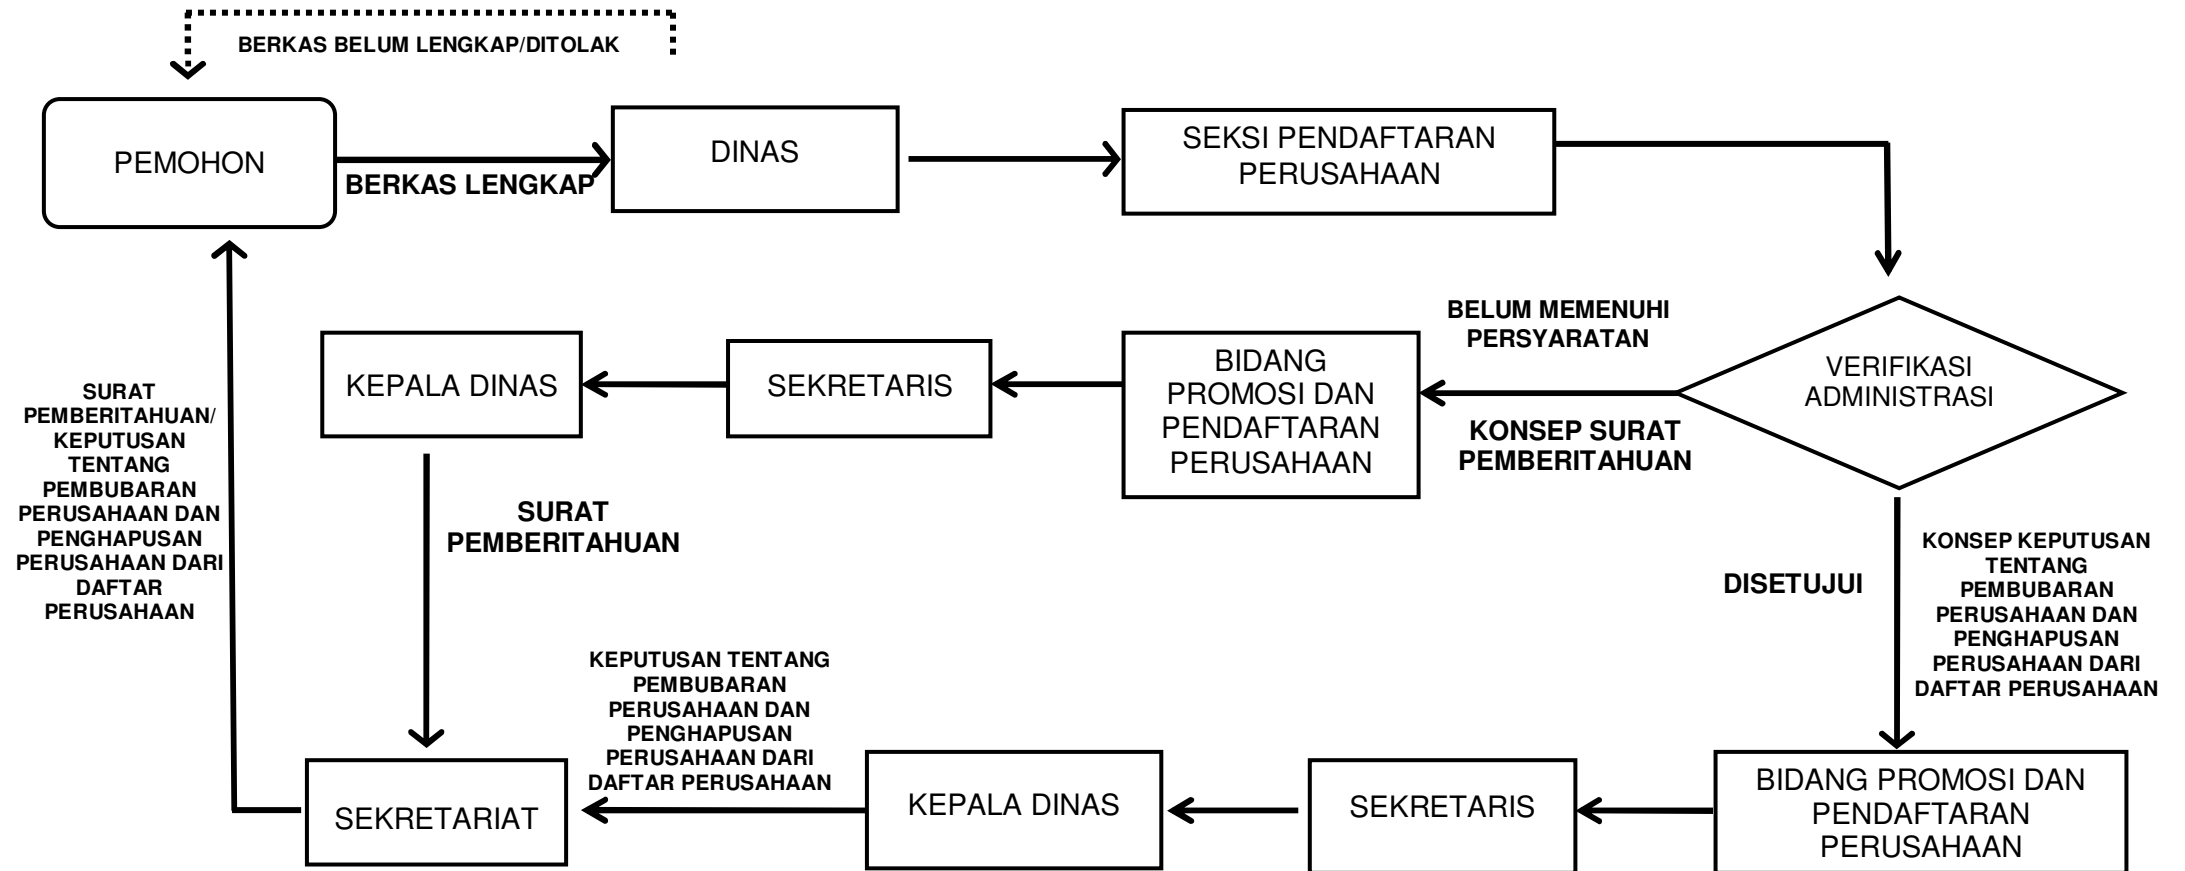 BERKAS BELUM LENGKAP/DITOLAK
PEMOHON
BERKAS LENGKAP
DINAS
SEKSI PENDAFTARAN
PERUSAHAAN
BELUM MEMENUHI
PERSYARATAN
VERIFIKASI
ADMINISTRASI
KONSEP SURAT
PEMBERITAHUAN
BIDANG
PROMOSI DAN
PENDAFTARAN
PERUSAHAAN
SEKRETARIS
KEPALA DINAS
SURAT
PEMBERITAHUAN/
KEPUTUSAN
TENTANG
PEMBUBARAN
PERUSAHAAN DAN
PENGHAPUSAN
PERUSAHAAN DARI
DAFTAR
PERUSAHAAN
SURAT
PEMBERITAHUAN
DISETUJUI
KONSEP KEPUTUSAN
TENTANG
PEMBUBARAN
PERUSAHAAN DAN
PENGHAPUSAN
PERUSAHAAN DARI
DAFTAR PERUSAHAAN
KEPUTUSAN TENTANG
PEMBUBARAN
PERUSAHAAN DAN
PENGHAPUSAN
PERUSAHAAN DARI
DAFTAR PERUSAHAAN
SEKRETARIAT
KEPALA DINAS
SEKRETARIS
BIDANG PROMOSI DAN
PENDAFTARAN
PERUSAHAAN